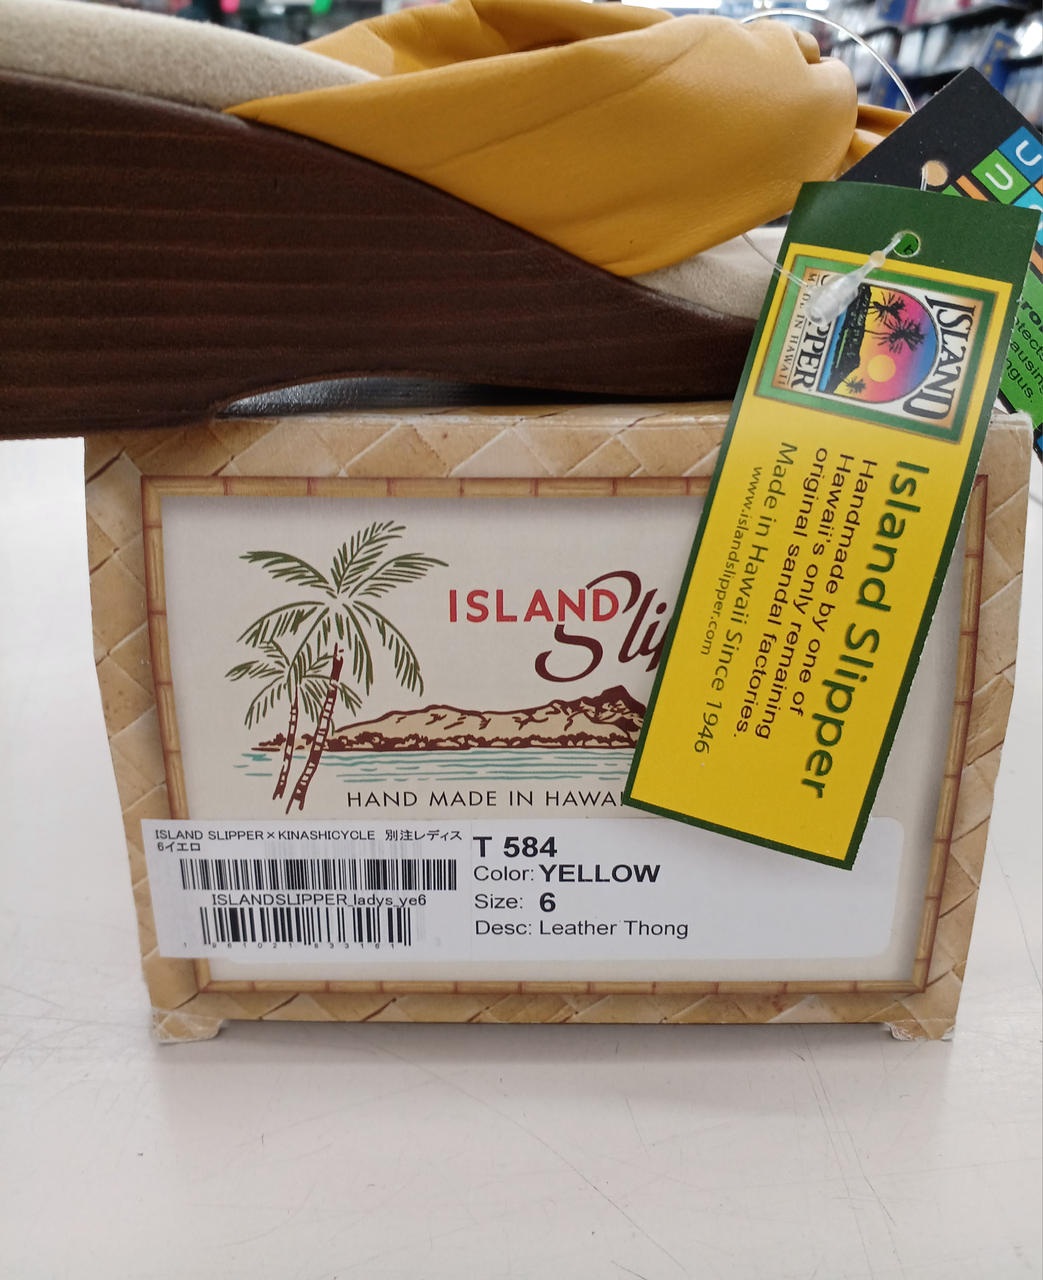 ISLAND
SLIPPER
MADE IN HAWAII
Island Slipper
Handmade by one of
Hawaii's only remaining
original sandal factories.
Made in Hawaii Since 1946
www.islandslipper.com
ISLAND
HAND MADE IN
ISLAND SLIPPER×KINASHICYCLE 別注レディス
6イエロ
ISLANDSLIPPER_ladys_ye6
T 584
Color: YELLOW
Size: 6
Desc: Leather Thong